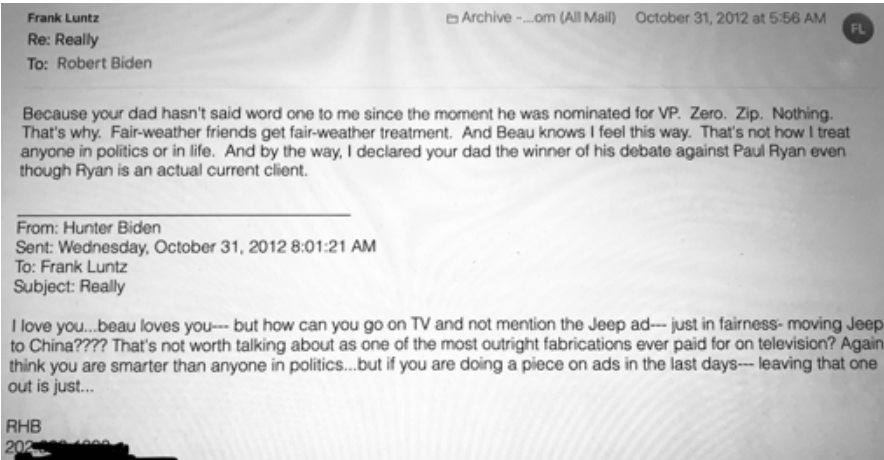 Frank Luntz
Archive -...om (All Mail) October 31, 2012 at 5:56 AM
FL
Re: Really
To: Robert Biden
Because your dad hasn't said word one to me since the moment he was nominated for VP. Zero. Zip. Nothing.
That's why. Fair-weather friends get fair-weather treatment. And Beau knows I feel this way. That's not how I treat
anyone in politics or in life. And by the way, I declared your dad the winner of his debate against Paul Ryan even
though Ryan is an actual current client.
From: Hunter Biden
Sent: Wednesday, October 31, 2012 8:01:21 AM
To: Frank Luntz
Subject: Really
I love you...beau loves you--- but how can you go on TV and not mention the Jeep ad--- just in fairness- moving Jeep
to China???? That's not worth talking about as one of the most outright fabrications ever paid for on television? Again
think you are smarter than anyone in politics...but if you are doing a piece on ads in the last days--- leaving that one
out is just...
RHB
202